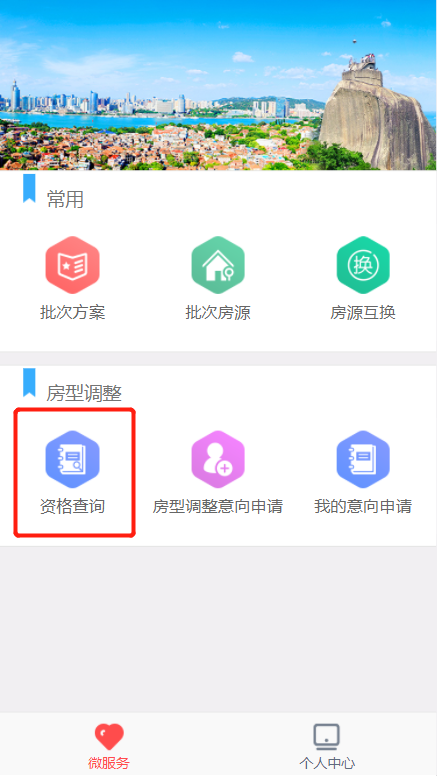 常用
批次方案
批次房源
换
房源互换
房型调整
资格查询
房型调整意向申请
我的意向申请
微服务
个人中心